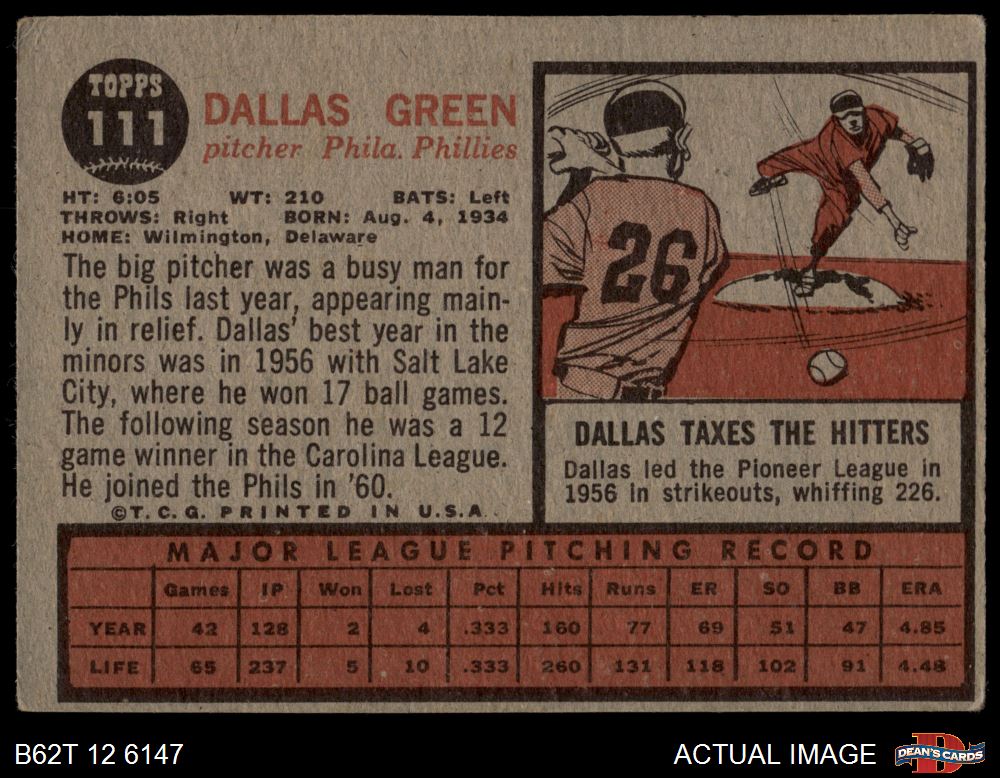 TOPPS
111
DALLAS GREEN
pitcher Phila. Phillies
HT: 6:05 WT: 210 BATS: Left
THROWS: Right BORN: Aug. 4, 1934
HOME: Wilmington, Delaware
The big pitcher was a busy man for
the Phils last year, appearing main-
ly in relief. Dallas' best year in the
minors was in 1956 with Salt Lake
City, where he won 17 ball games.
The following season he was a 12
game winner in the Carolina League.
He joined the Phils in '60.
©T.C.G. PRINTED IN U.S.A.
26
DALLAS TAXES THE HITTERS
Dallas led the Pioneer League in
1956 in strikeouts, whiffing 226.
MAJOR LEAGUE PITCHING RECORD
Games IP Won Lost Pct Hits Runs ER SO BB ERA
YEAR 42 128 2 4 .333 160 77 69 51 47 4.85
LIFE 65 237 5 10 .333 260 131 118 102 91 4.48
B62T 12 6147
ACTUAL IMAGE
DEAN'S CARDS